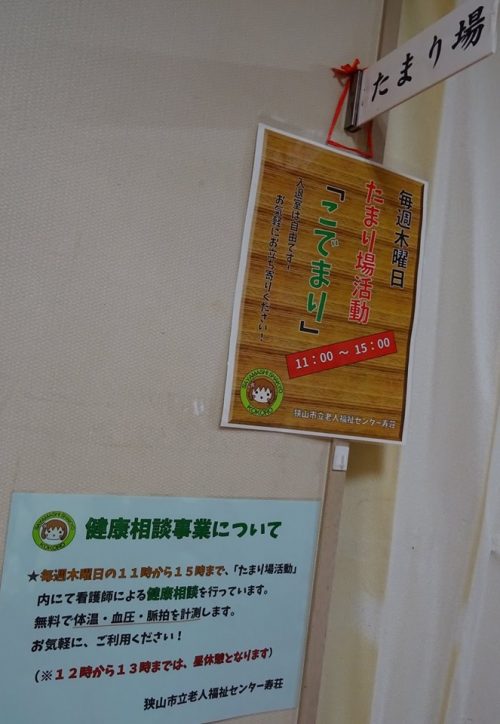 たまり場
毎週木曜日
たまり場活動
「こでまり」
入退室は自由です!
お気軽にお立ち寄りください!
11:00 ~ 15:00
狭山市立老人福祉センター寿荘
健康相談事業について
★毎週木曜日の11時から15時まで、「たまり場活動」
内にて看護師による健康相談を行っています。
無料で体温・血圧・脈拍を計測します。
お気軽に、ご利用ください!
(※12時から13時までは、昼休憩となります)
狭山市立老人福祉センター寿荘